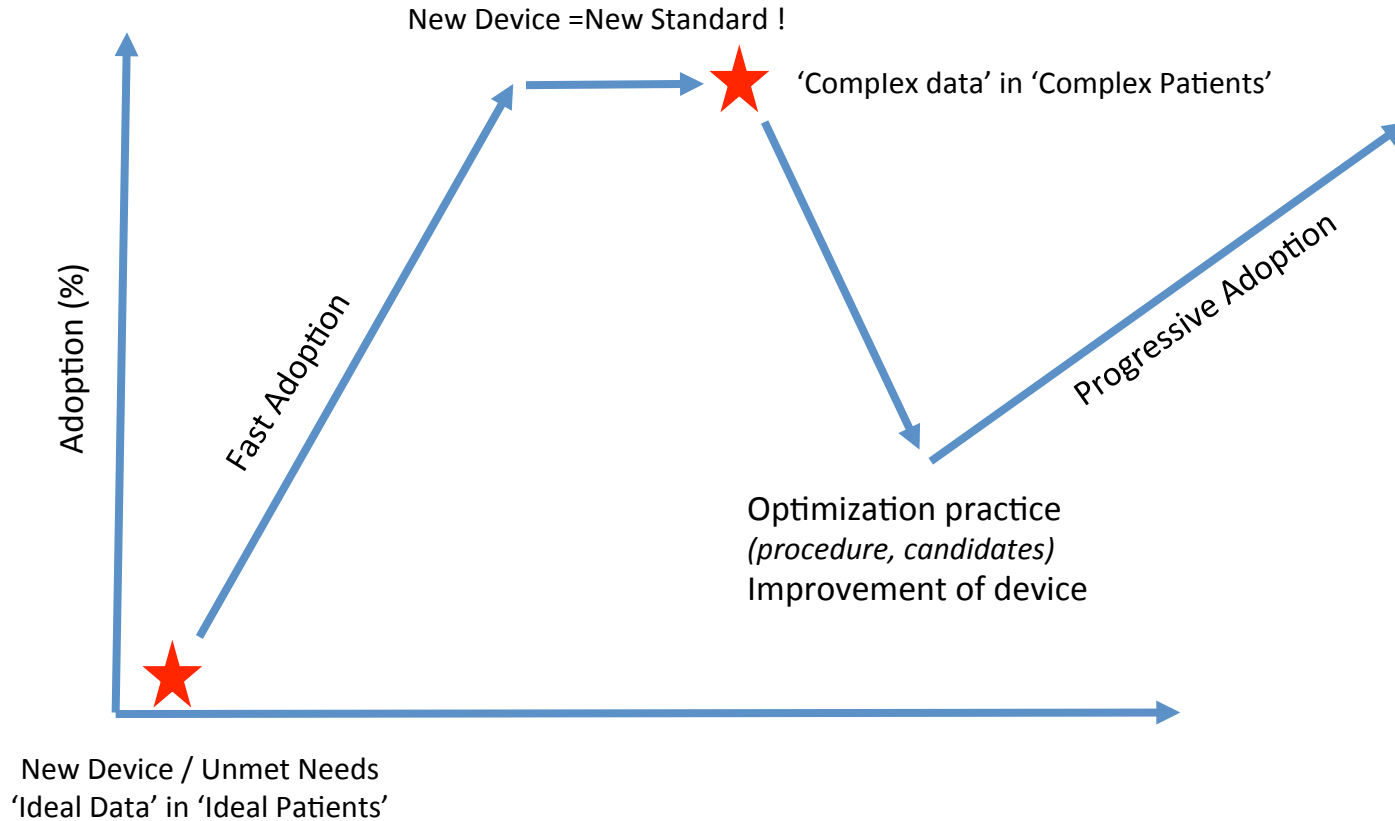 New Device =New Standard !
‘Complex data’ in ‘Complex Patients’
Adoption (%)
Fast Adoption
Progressive Adoption
Optimization practice
(procedure, candidates)
Improvement of device
New Device / Unmet Needs
‘Ideal Data’ in ‘Ideal Patients’